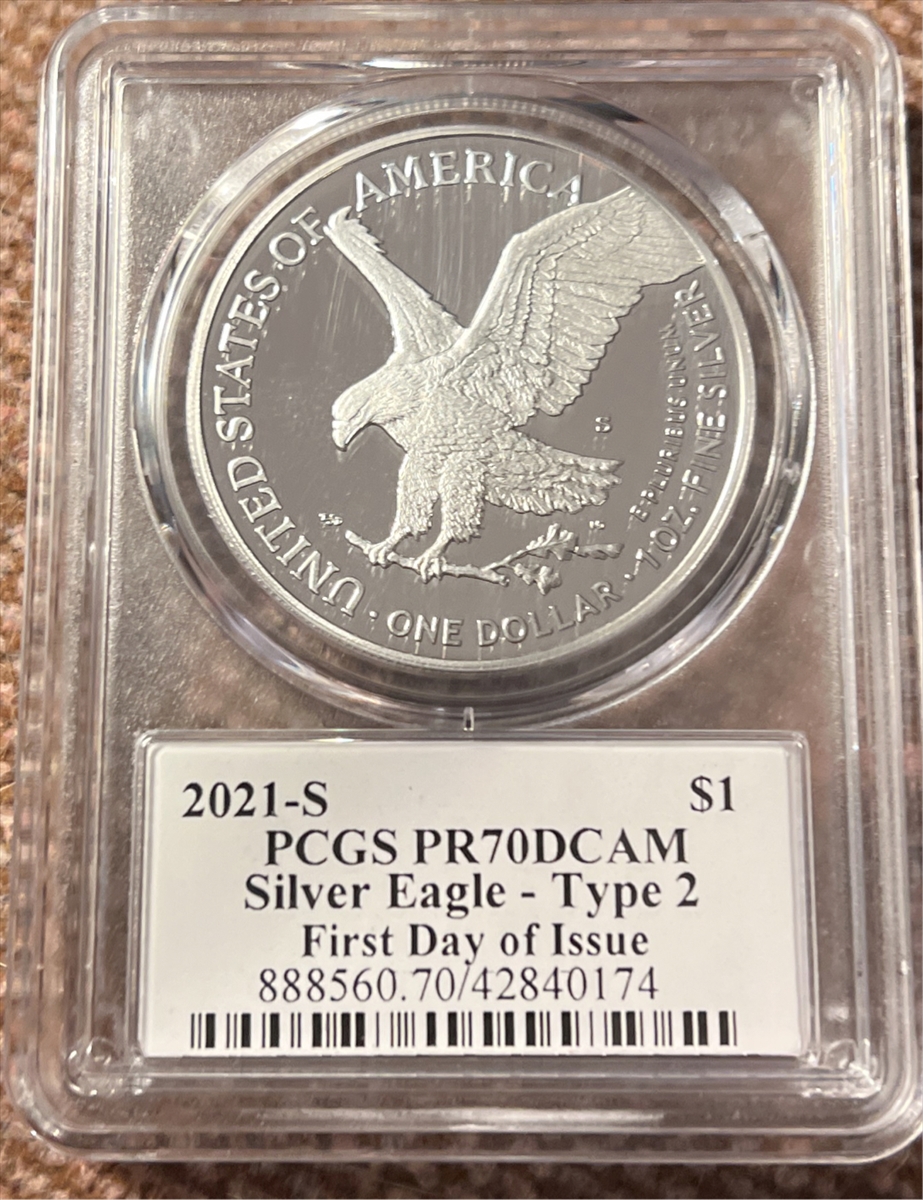 UNITED·STATES·OF AMERICA
S
E PLURIBUS UNUM
· ONE DOLLAR · 1 OZ. FINE SILVER
2021-S $1
PCGS PR70DCAM
Silver Eagle - Type 2
First Day of Issue
888560.70/42840174